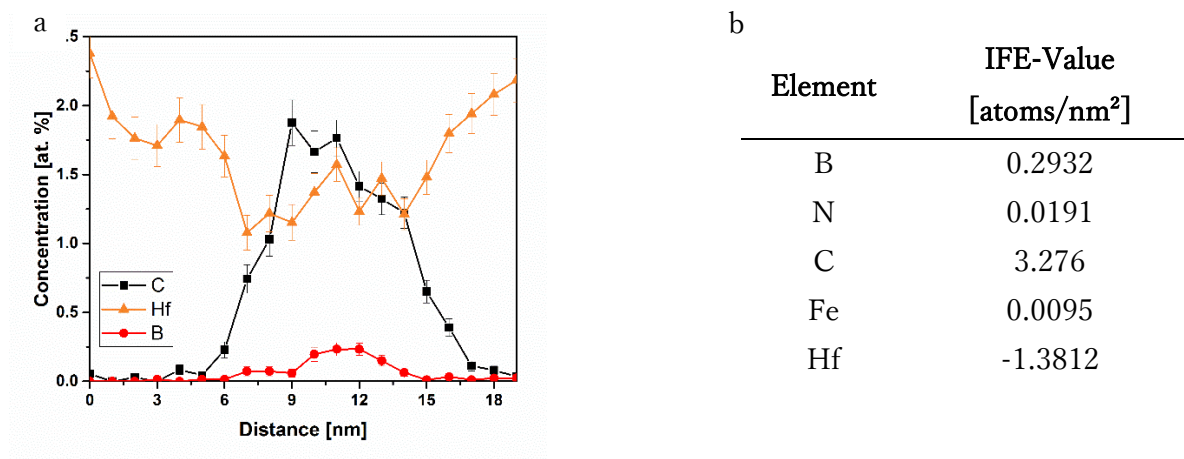 a
.5
2.0
1.5
1.0
0.5
0.0
Concentration [at. %]
C
Hf
B
0 3 6 9 12 15 18
Distance [nm]
b
Element IFE-Value [atoms/nm²]
B 0.2932
N 0.0191
C 3.276
Fe 0.0095
Hf -1.3812